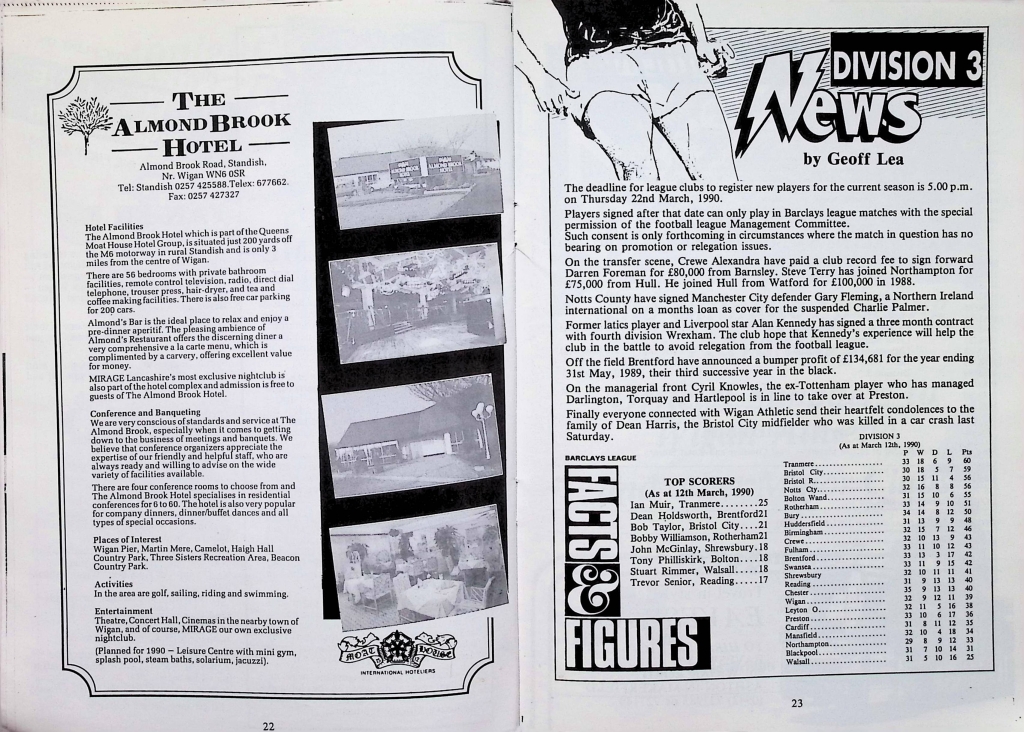 THE
ALMOND BROOK
HOTEL
Almond Brook Road, Standish,
Nr. Wigan WN6 0SR
Tel: Standish 0257 425588.Telex: 677662.
Fax: 0257 427327
Hotel Facilities
The Almond Brook Hotel which is part of the Queens
Moat House Hotel Group, is situated just 200 yards off
the M6 motorway in rural Standish and is only 3
miles from the centre of Wigan.
There are 56 bedrooms with private bathroom
facilities, remote control television, radio, direct dial
telephone, trouser press, hair-dryer, and tea and
coffee making facilities. There is also free car parking
for 200 cars.
Almond's Bar is the ideal place to relax and enjoy a
pre-dinner aperitif. The pleasing ambience of
Almond's Restaurant offers the discerning diner a
very comprehensive a la carte menu, which is
complimented by a carvery, offering excellent value
for money.
MIRAGE Lancashire's most exclusive nightclub is
also part of the hotel complex and admission is free to
guests of The Almond Brook Hotel.
Conference and Banqueting
We are very conscious of standards and service at The
Almond Brook, especially when it comes to getting
down to the business of meetings and banquets. We
believe that conference organizers appreciate the
expertise of our friendly and helpful staff, who are
always ready and willing to advise on the wide
variety of facilities available.
There are four conference rooms to choose from and
The Almond Brook Hotel specialises in residential
conferences for 6 to 60. The hotel is also very popular
for company dinners, dinner/buffet dances and all
types of special occasions.
Places of Interest
Wigan Pier, Martin Mere, Camelot, Haigh Hall
Country Park, Three Sisters Recreation Area, Beacon
Country Park.
Activities
In the area are golf, sailing, riding and swimming.
Entertainment
Theatre, Concert Hall, Cinemas in the nearby town of
Wigan, and of course, MIRAGE our own exclusive
nightclub.
(Planned for 1990 — Leisure Centre with mini gym,
splash pool, steam baths, solarium, jacuzzi).
ALMOND BROOK
MOAT HOUSE
INTERNATIONAL HOTELIERS
22
DIVISION 3
News
by Geoff Lea
The deadline for league clubs to register new players for the current season is 5.00 p.m.
on Thursday 22nd March, 1990.
Players signed after that date can only play in Barclays league matches with the special
permission of the football league Management Committee.
Such consent is only forthcoming in circumstances where the match in question has no
bearing on promotion or relegation issues.
On the transfer scene, Crewe Alexandra have paid a club record fee to sign forward
Darren Foreman for £80,000 from Barnsley. Steve Terry has joined Northampton for
£75,000 from Hull. He joined Hull from Watford for £100,000 in 1988.
Notts County have signed Manchester City defender Gary Fleming, a Northern Ireland
international on a months loan as cover for the suspended Charlie Palmer.
Former latics player and Liverpool star Alan Kennedy has signed a three month contract
with fourth division Wrexham. The club hope that Kennedy's experience will help the
club in the battle to avoid relegation from the football league.
Off the field Brentford have announced a bumper profit of £134,681 for the year ending
31st May, 1989, their third successive year in the black.
On the managerial front Cyril Knowles, the ex-Tottenham player who has managed
Darlington, Torquay and Hartlepool is in line to take over at Preston.
Finally everyone connected with Wigan Athletic send their heartfelt condolences to the
family of Dean Harris, the Bristol City midfielder who was killed in a car crash last
Saturday.
BARCLAYS LEAGUE
FACTS
&
FIGURES
TOP SCORERS
(As at 12th March, 1990)
Ian Muir, Tranmere.......25
Dean Holdsworth, Brentford21
Bob Taylor, Bristol City....21
Bobby Williamson, Rotherham21
John McGinlay, Shrewsbury.18
Tony Philliskirk, Bolton....18
Stuart Rimmer, Walsall.....18
Trevor Senior, Reading.....17
DIVISION 3
(As at March 12th, 1990)
P W D L Pts
Tranmere 33 18 6 9 60
Bristol City 30 18 5 7 59
Bristol R. 30 15 11 4 56
Notts Cty 32 16 8 8 56
Bolton Wand 31 15 10 6 55
Rotherham 33 14 9 10 51
Bury 34 14 8 12 50
Huddersfield 31 13 9 9 48
Birmingham 32 15 7 12 46
Crewe 32 10 13 9 43
Fulham 33 11 10 12 43
Brentford 33 13 3 17 42
Swansea 33 11 9 15 42
Shrewsbury 32 10 11 11 41
Reading 31 9 13 13 40
Chester 35 9 13 13 40
Wigan 32 9 12 11 39
Leyton O. 32 11 5 16 38
Preston 33 10 6 17 36
Cardiff 31 8 11 12 35
Mansfield 32 10 4 18 34
Northampton 29 8 9 12 33
Blackpool 31 7 10 14 31
Walsall 31 5 10 16 25
23